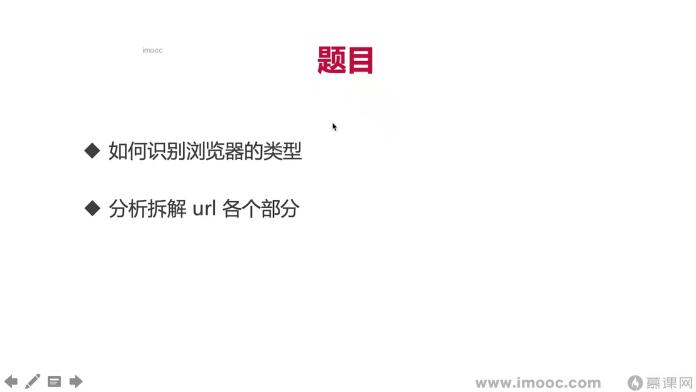 imooc
题目
◆ 如何识别浏览器的类型
◆ 分析拆解 url 各个部分
www.imooc.com 慕课网